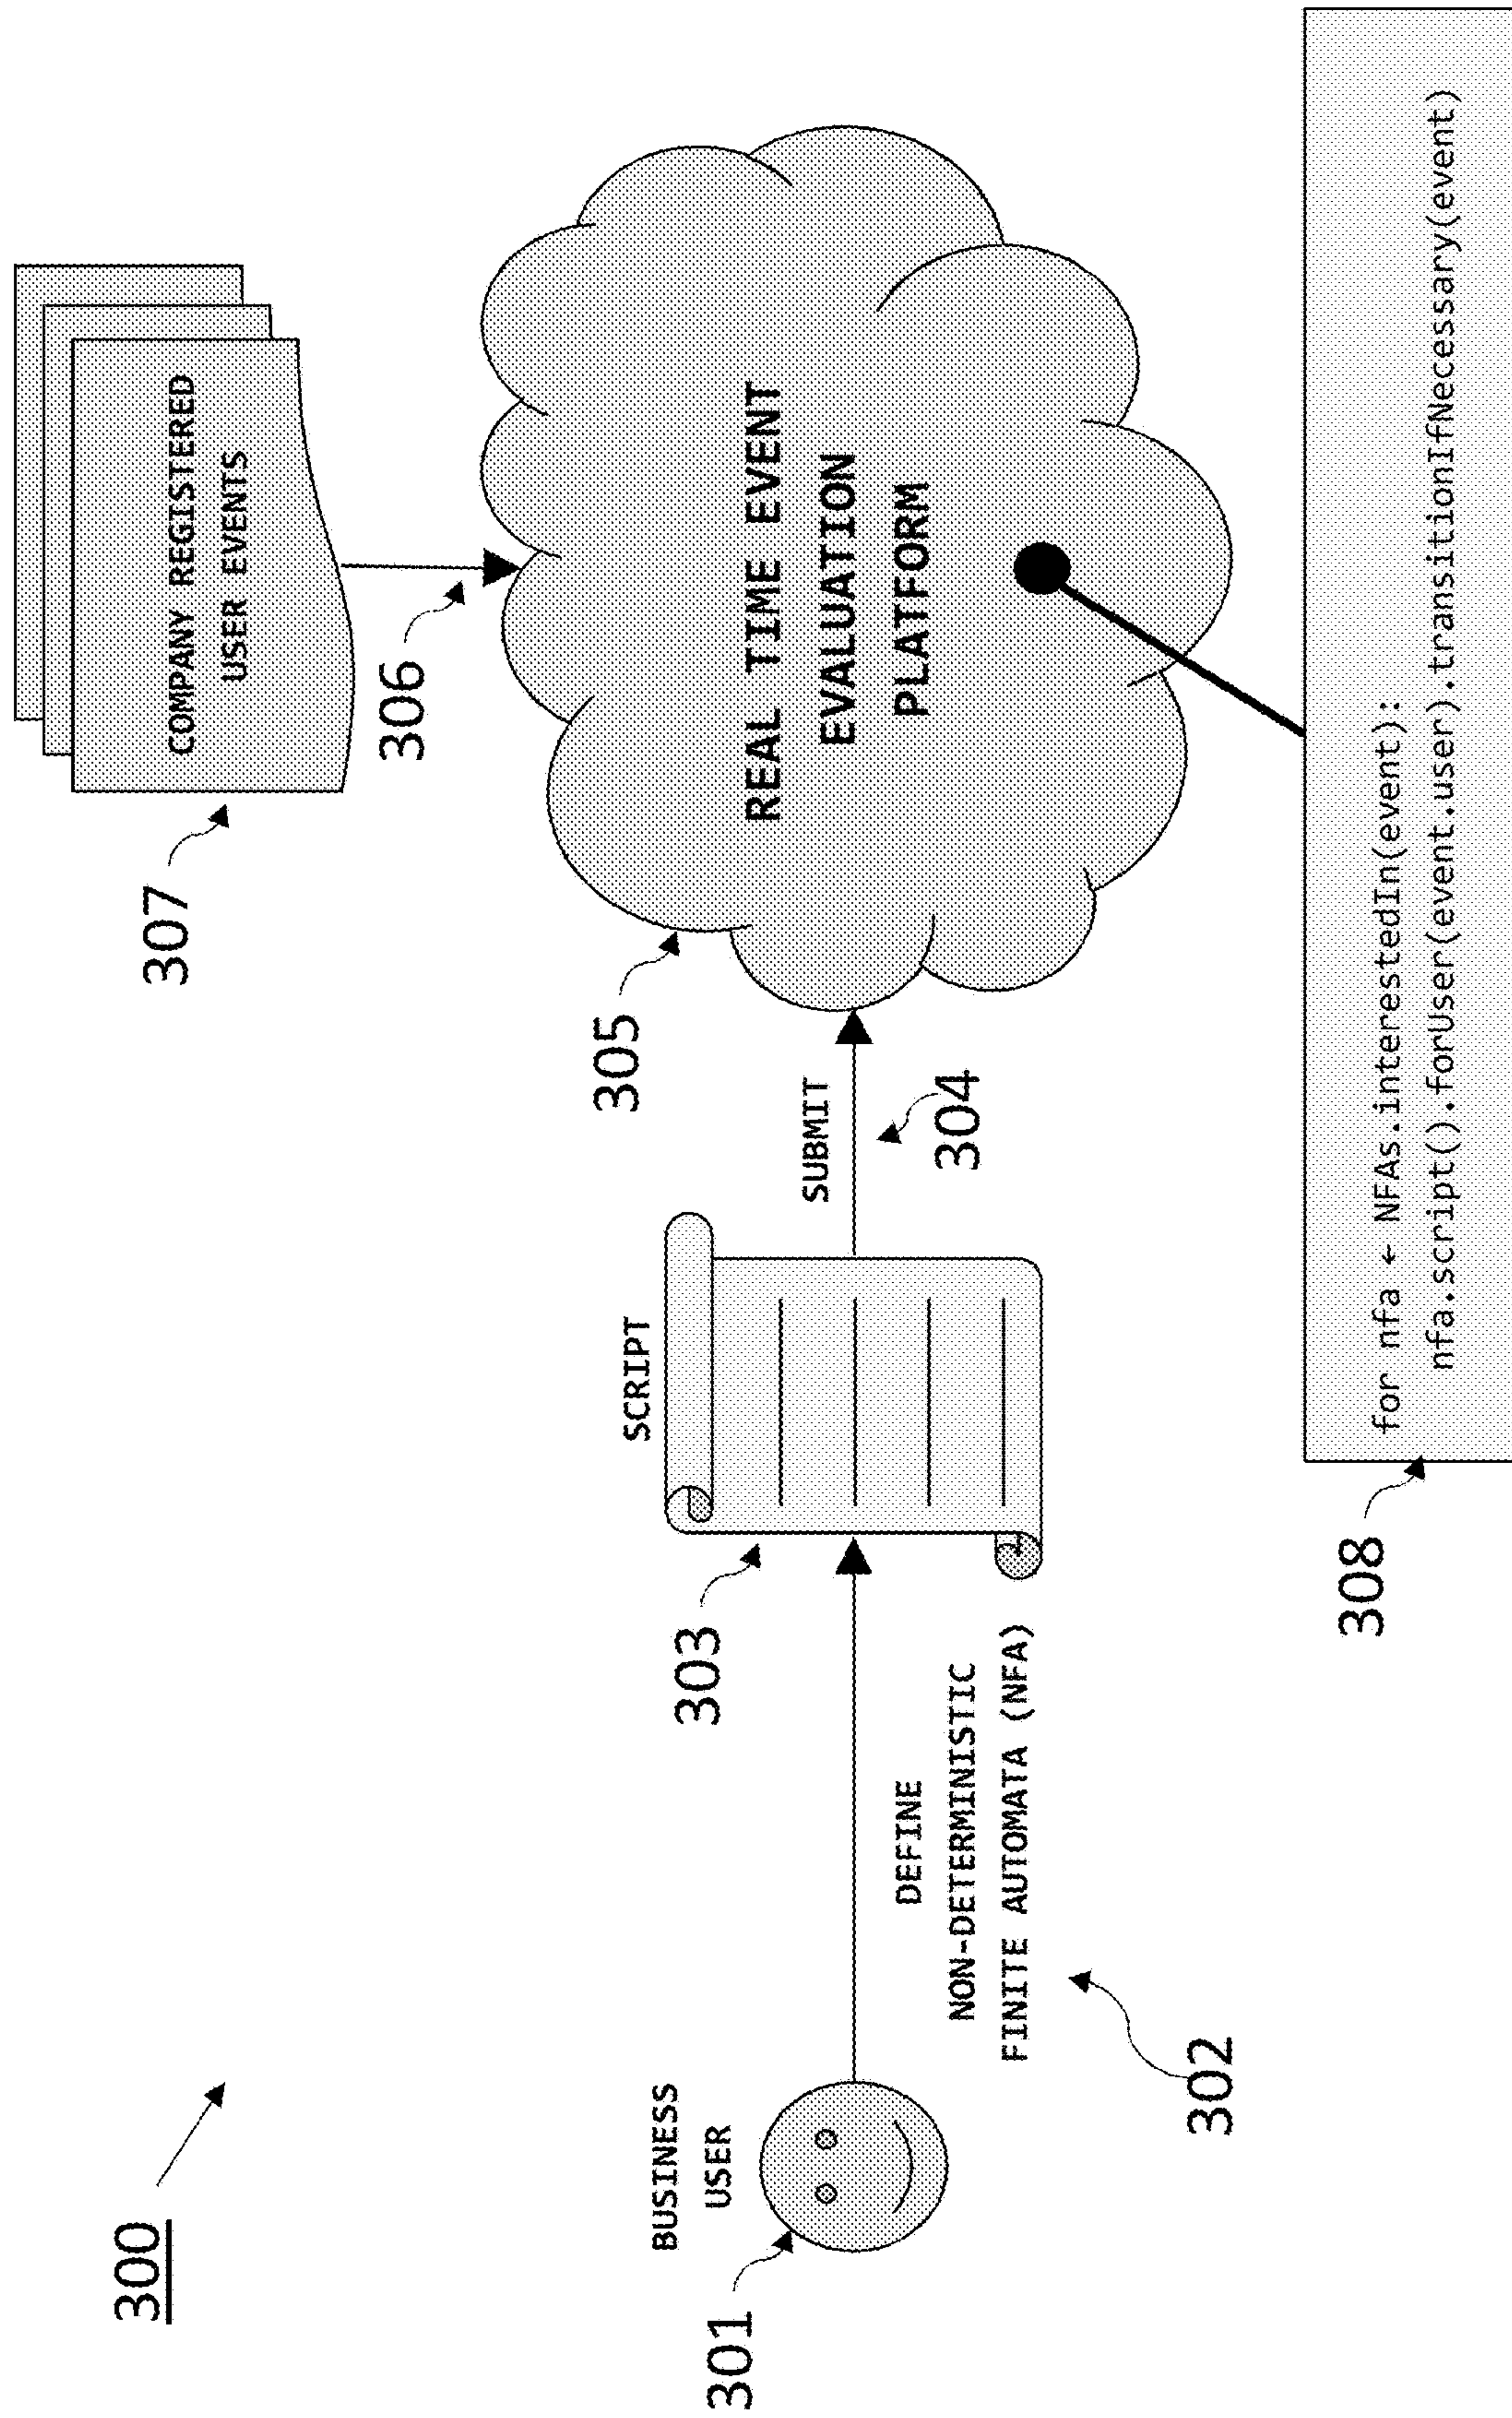 300
COMPANY REGISTERED
USER EVENTS
307
306
305
REAL TIME EVENT
EVALUATION
PLATFORM
BUSINESS
USER
301
DEFINE
NON-DETERMINISTIC
FINITE AUTOMATA (NFA)
302
SCRIPT
303
SUBMIT
304
308
for nfa ← NFAs.interestedIn(event):
nfa.script().forUser(event.user).transitionIfNecessary(event)